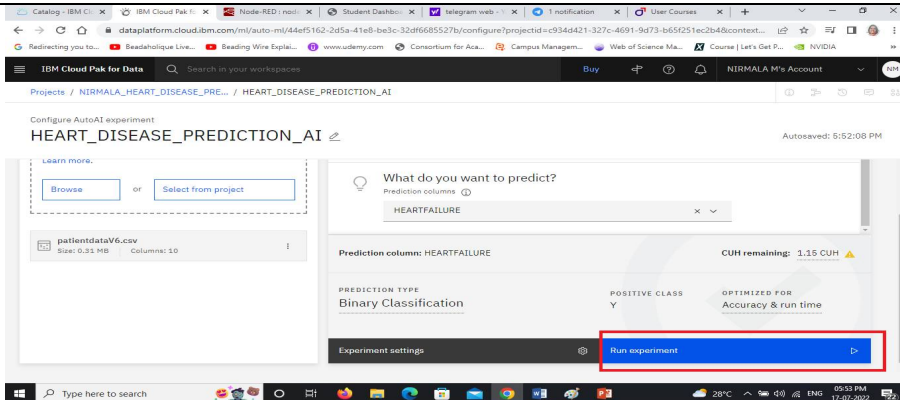 Catalog - IBM Cl
IBM Cloud Pak fo
Node-RED : node
Student Dashbo
telegram web - Y
1 notification
User Courses
dataplatform.cloud.ibm.com/ml/auto-ml/44ef5162-2d5a-41e8-be3c-32df6685527b/configure?projectid=c934d421-327c-4691-9d73-b65f251ec2b4&context...
Redirecting you to...
Beadaholique Live...
Beading Wire Explai...
www.udemy.com
Consortium for Aca...
Campus Managem...
Web of Science Ma...
Course | Let's Get P...
NVIDIA
IBM Cloud Pak for Data
Search in your workspaces
Buy
NIRMALA M's Account
NM
Projects / NIRMALA_HEART_DISEASE_PRE... / HEART_DISEASE_PREDICTION_AI
Configure AutoAI experiment
HEART_DISEASE_PREDICTION_AI
Autosaved: 5:52:08 PM
Learn more.
Browse or Select from project
patientdataV6.csv
Size: 0.31 MB Columns: 10
What do you want to predict?
Prediction columns
HEARTFAILURE
Prediction column: HEARTFAILURE
CUH remaining: 1.15 CUH
PREDICTION TYPE
Binary Classification
POSITIVE CLASS
Y
OPTIMIZED FOR
Accuracy & run time
Experiment settings
Run experiment
Type here to search
28°C
ENG
05:53 PM
17-07-2022
22